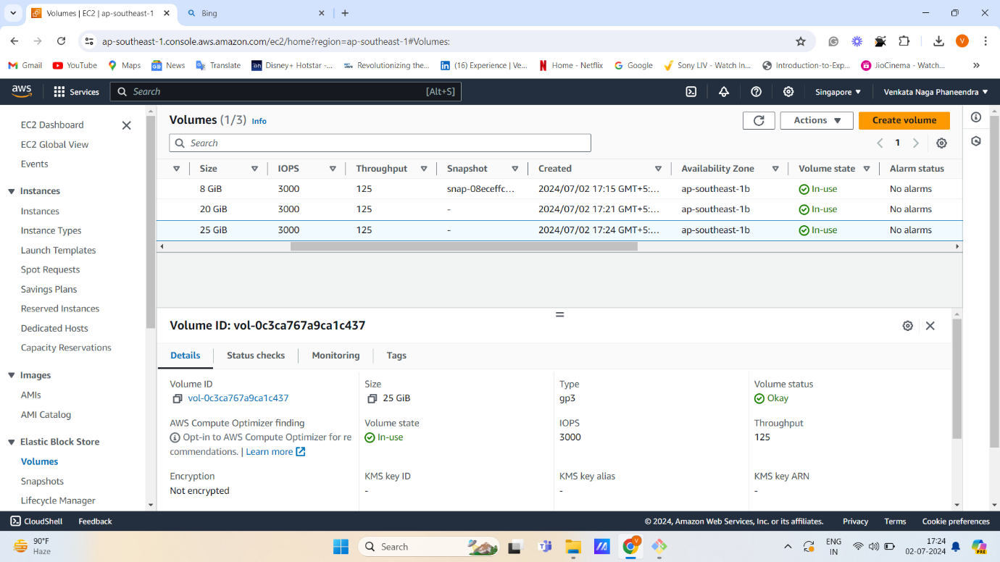 Volumes | EC2 | ap-southeast-1
Bing
ap-southeast-1.console.aws.amazon.com/ec2/home?region=ap-southeast-1#Volumes:
V
Gmail YouTube Maps News Translate Disney+ Hotstar -... Revolutionizing the... (16) Experience | Ve... Home - Netflix Google Sony LIV - Watch In... Introduction-to-Exp... JioCinema - Watch...
aws Services Search [Alt+S] Singapore Venkata Naga Phaneendra
EC2 Dashboard
EC2 Global View
Events
Instances
Instances
Instance Types
Launch Templates
Spot Requests
Savings Plans
Reserved Instances
Dedicated Hosts
Capacity Reservations
Images
AMIs
AMI Catalog
Elastic Block Store
Volumes
Snapshots
Lifecycle Manager
Volumes (1/3) Info
Actions Create volume
Search
1
Size IOPS Throughput Snapshot Created Availability Zone Volume state Alarm status
8 GiB 3000 125 snap-08eceffc... 2024/07/02 17:15 GMT+5:... ap-southeast-1b In-use No alarms
20 GiB 3000 125 - 2024/07/02 17:21 GMT+5:... ap-southeast-1b In-use No alarms
25 GiB 3000 125 - 2024/07/02 17:24 GMT+5:... ap-southeast-1b In-use No alarms
Volume ID: vol-0c3ca767a9ca1c437
Details Status checks Monitoring Tags
Volume ID Size Type Volume status
vol-0c3ca767a9ca1c437 25 GiB gp3 Okay
AWS Compute Optimizer finding Volume state IOPS Throughput
Opt-in to AWS Compute Optimizer for re In-use 3000 125
commendations. | Learn more
Encryption KMS key ID KMS key alias KMS key ARN
Not encrypted - - -
CloudShell Feedback © 2024, Amazon Web Services, Inc. or its affiliates. Privacy Terms Cookie preferences
90°F
Haze
Search
V
ENG
IN
17:24
02-07-2024
PRE